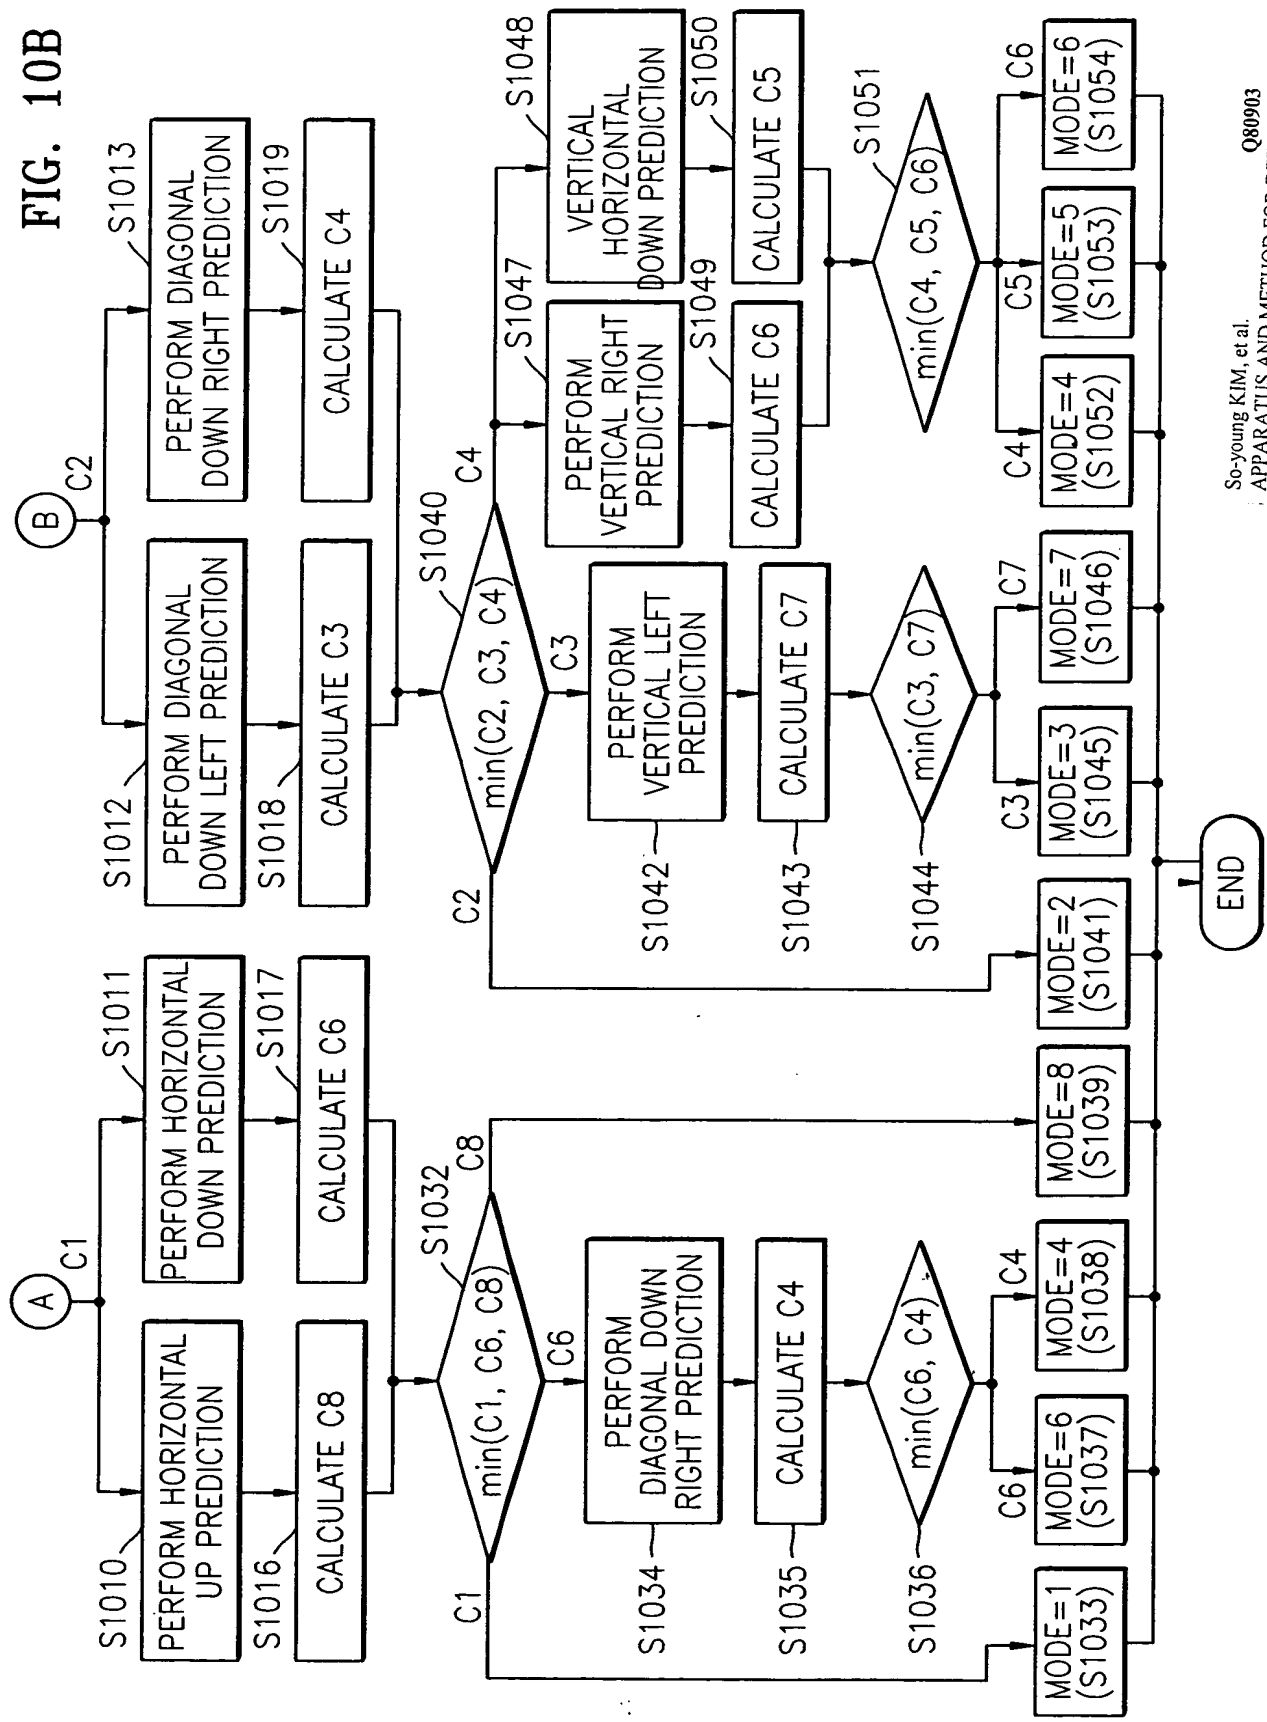 FIG. 10B
A
C1
S1010
PERFORM HORIZONTAL
UP PREDICTION
S1011
PERFORM HORIZONTAL
DOWN PREDICTION
S1016
CALCULATE C8
S1017
CALCULATE C6
S1032
min(C1, C6, C8)
C1
C6
C8
S1034
PERFORM
DIAGONAL DOWN
RIGHT PREDICTION
S1035
CALCULATE C4
S1036
min(C6, C4)
C6
C4
MODE=1
(S1033)
MODE=6
(S1037)
MODE=4
(S1038)
MODE=8
(S1039)
B
C2
S1012
PERFORM DIAGONAL
DOWN LEFT PREDICTION
S1013
PERFORM DIAGONAL
DOWN RIGHT PREDICTION
S1018
CALCULATE C3
S1019
CALCULATE C4
S1040
min(C2, C3, C4)
C2
C3
C4
S1042
PERFORM
VERTICAL LEFT
PREDICTION
S1043
CALCULATE C7
S1044
min(C3, C7)
C3
C7
S1047
PERFORM
VERTICAL RIGHT
PREDICTION
S1048
VERTICAL
HORIZONTAL
DOWN PREDICTION
S1049
CALCULATE C6
S1050
CALCULATE C5
S1051
min(C4, C5, C6)
C4
C5
C6
MODE=2
(S1041)
MODE=3
(S1045)
MODE=7
(S1046)
MODE=4
(S1052)
MODE=5
(S1053)
MODE=6
(S1054)
END
So-young KIM, et al.
Q80903
APPARATUS AND METHOD FOR